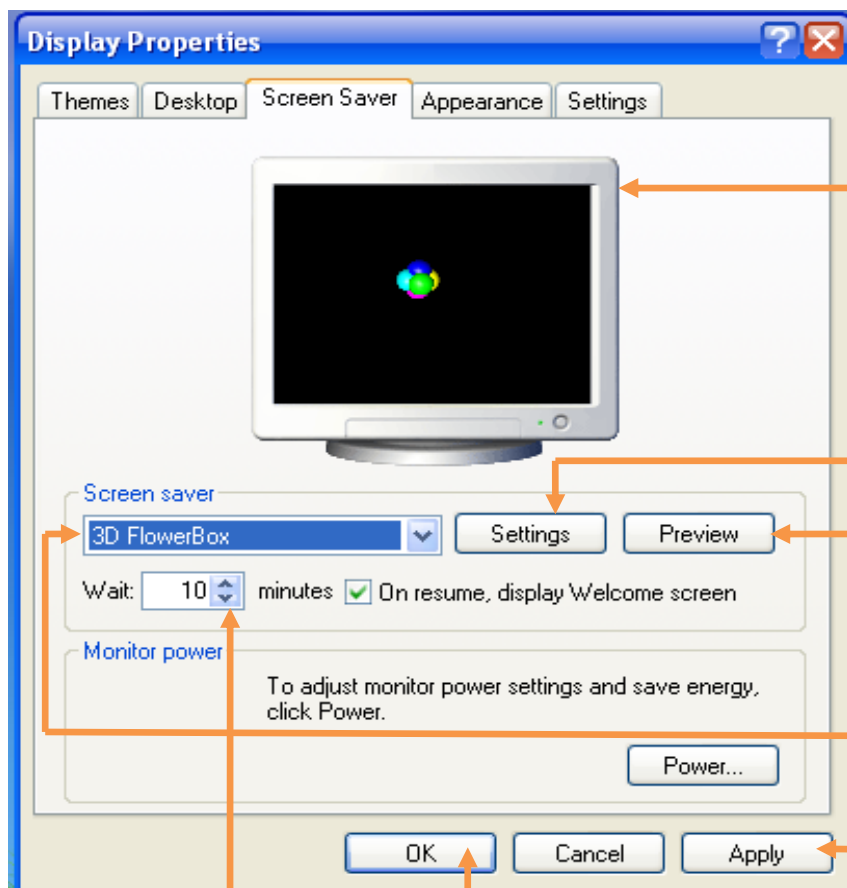 Display Properties
Themes Desktop Screen Saver Appearance Settings
Screen saver
3D FlowerBox Settings Preview
Wait: 10 minutes On resume, display Welcome screen
Monitor power
To adjust monitor power settings and save energy,
click Power.
Power...
OK Cancel Apply